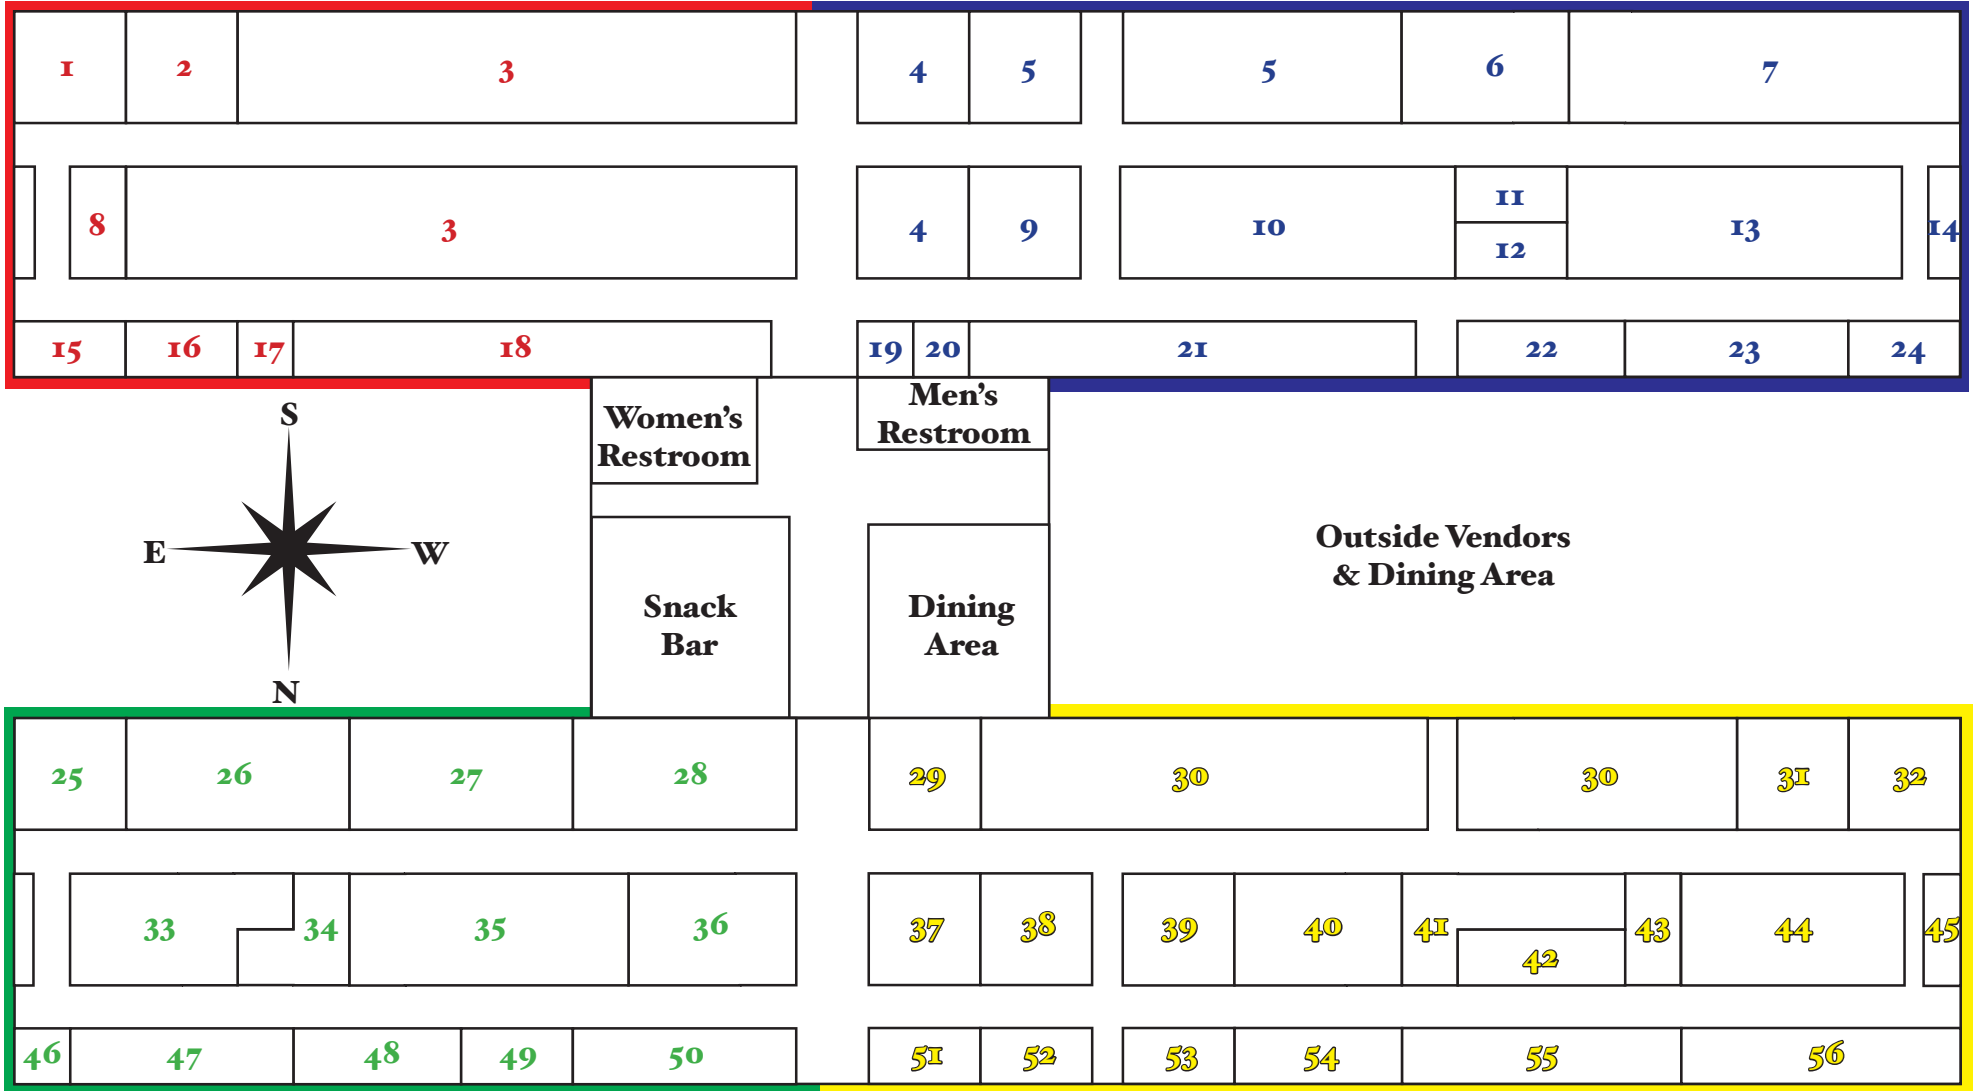 1 2 3 4 5 5 6 7
8 3 4 9 10 11 13 14
12
15 16 17 18 19 20 21 22 23 24
Women's
Restroom
Men's
Restroom
S
E W
N
Snack
Bar
Dining
Area
Outside Vendors
& Dining Area
25 26 27 28 29 30 30 31 32
33 34 35 36 37 38 39 40 41 43 44 45
42
46 47 48 49 50 51 52 53 54 55 56